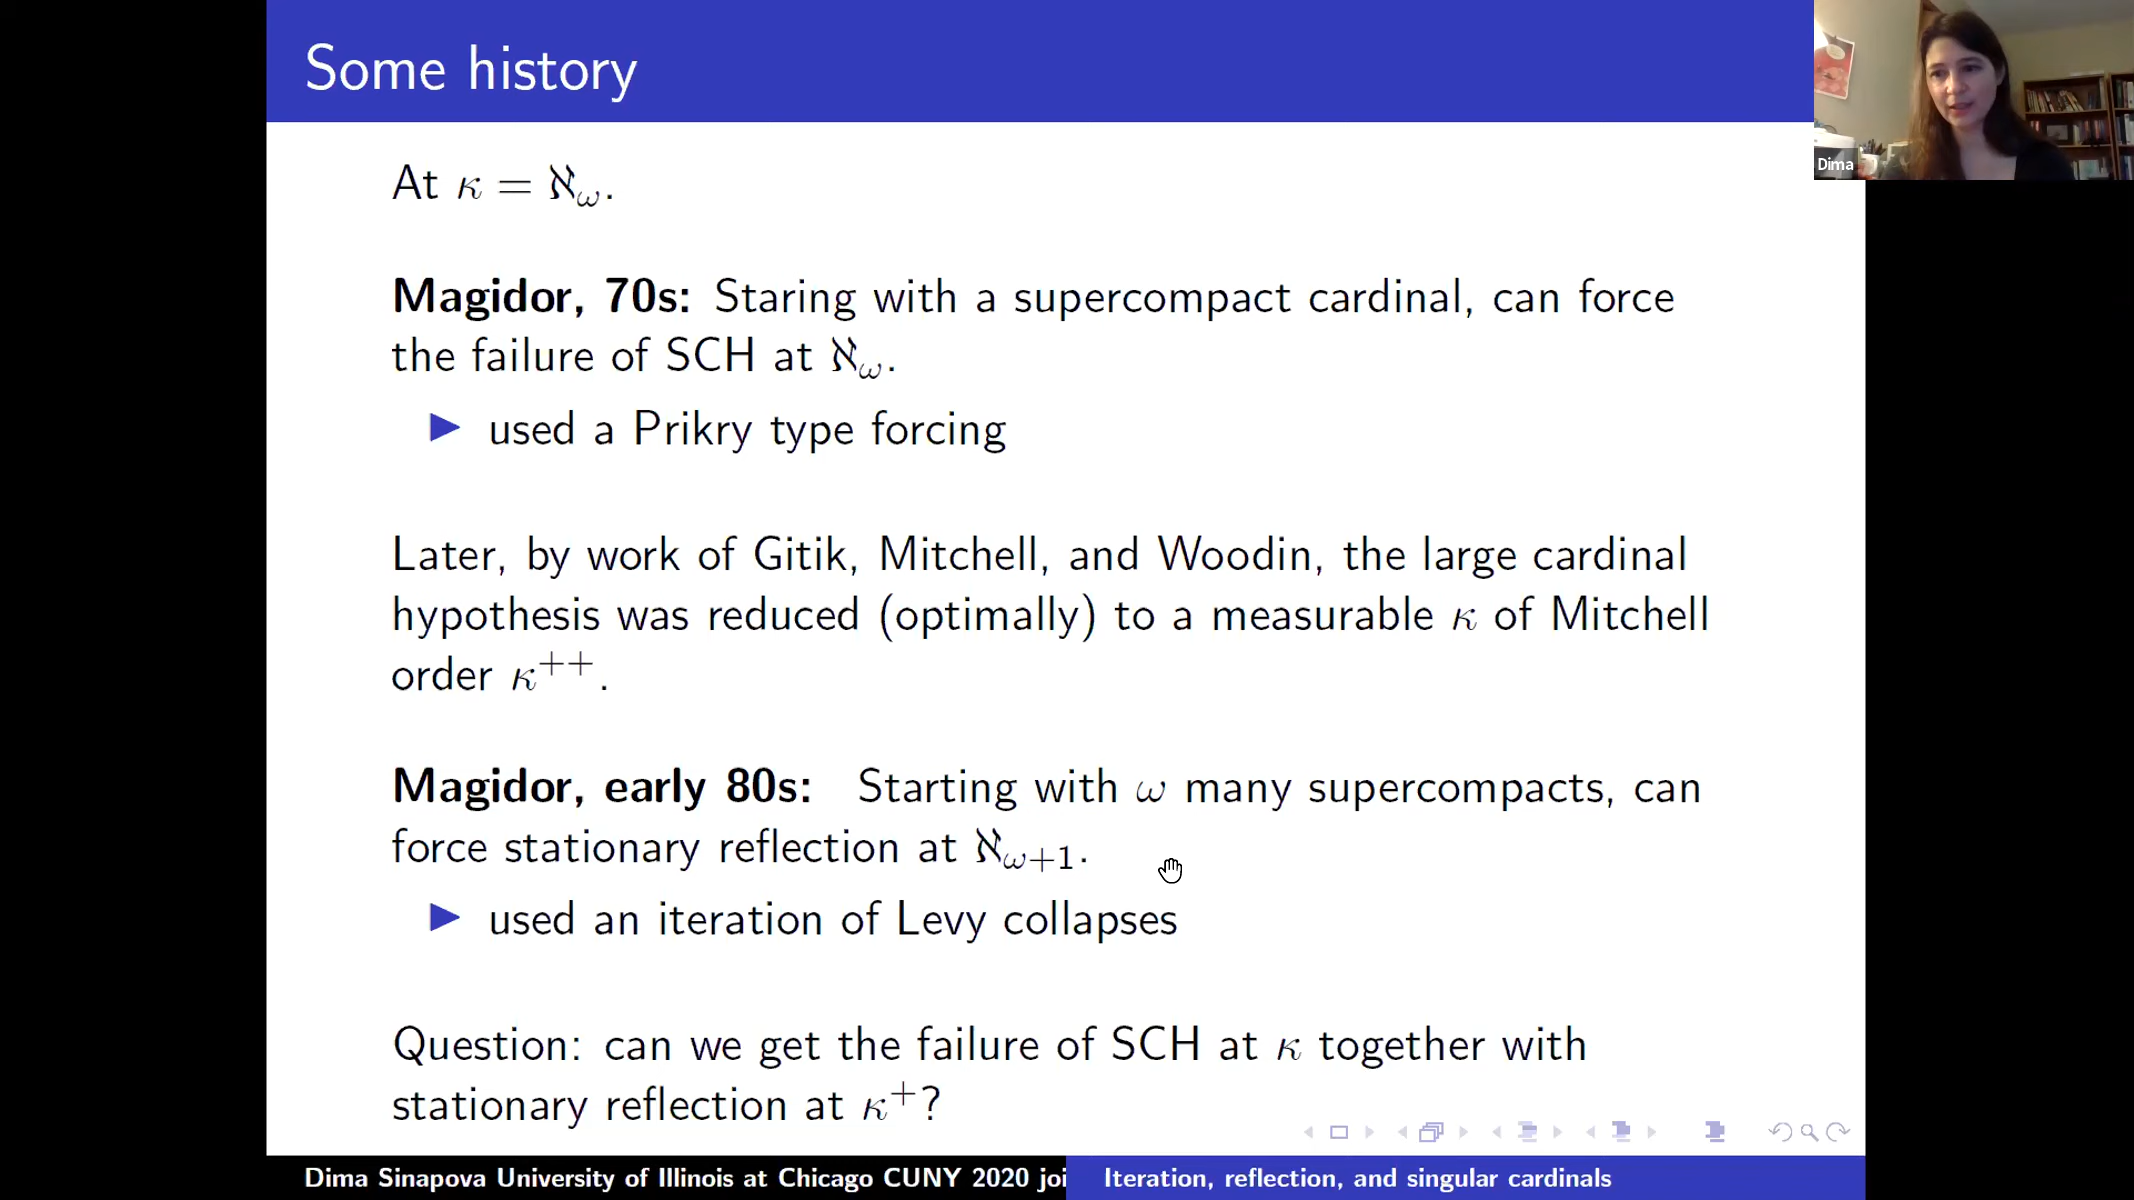 Some history
Dima
At κ = ℵ_ω.
Magidor, 70s: Staring with a supercompact cardinal, can force
the failure of SCH at ℵ_ω.
▶ used a Prikry type forcing
Later, by work of Gitik, Mitchell, and Woodin, the large cardinal
hypothesis was reduced (optimally) to a measurable κ of Mitchell
order κ⁺⁺.
Magidor, early 80s: Starting with ω many supercompacts, can
force stationary reflection at ℵ_{ω+1}.
▶ used an iteration of Levy collapses
Question: can we get the failure of SCH at κ together with
stationary reflection at κ⁺?
Dima Sinapova University of Illinois at Chicago CUNY 2020 joi
Iteration, reflection, and singular cardinals